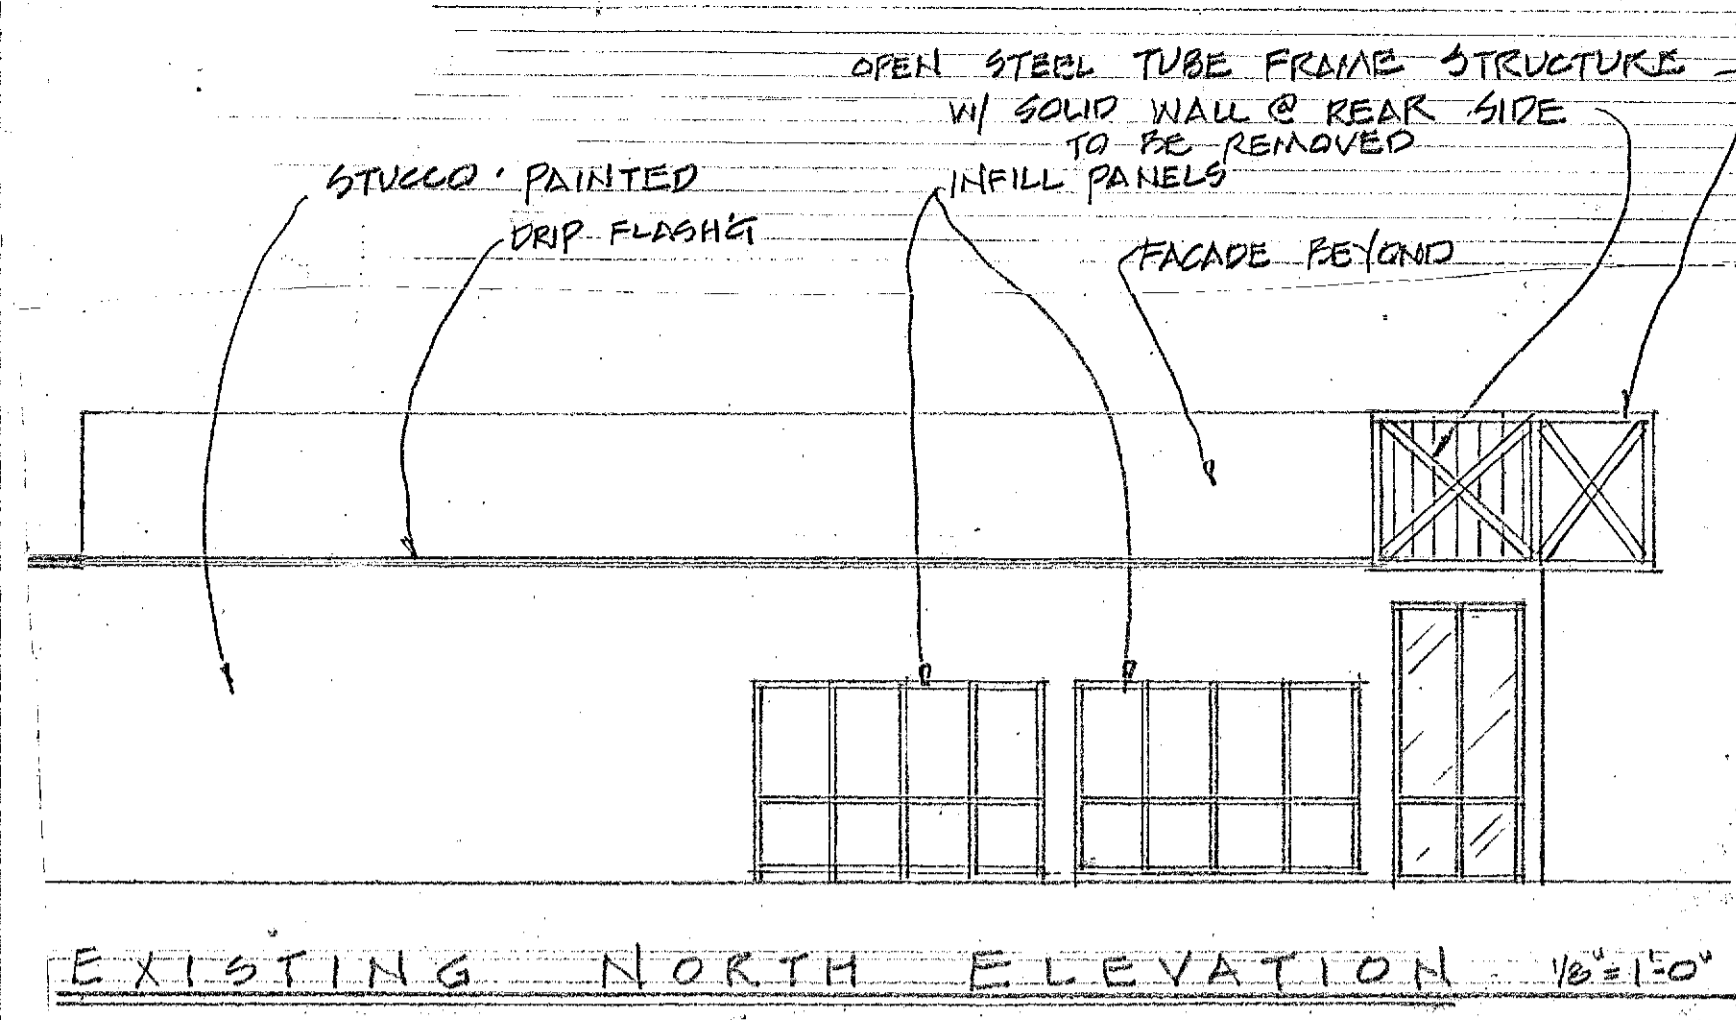 OPEN STEEL TUBE FRAME STRUCTURE
W/ SOLID WALL @ REAR SIDE
TO BE REMOVED
STUCCO · PAINTED
INFILL PANELS
DRIP FLASH'G
FACADE BEYOND
EXISTING NORTH ELEVATION 1/8"=1'-0"